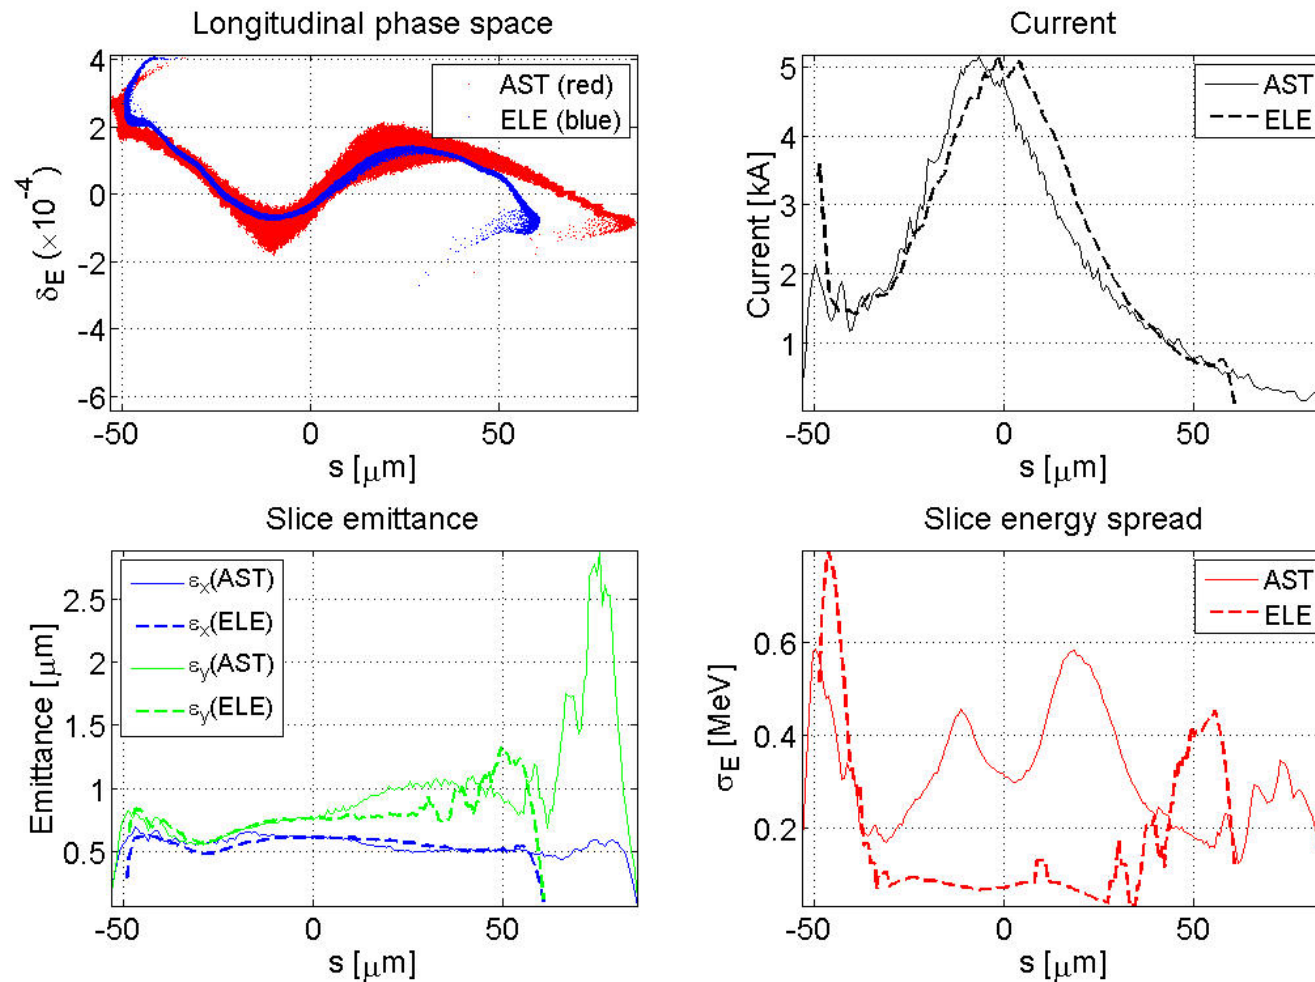 Longitudinal phase space
4
2
0
-2
-4
-6
δE (×10-4)
AST (red)
ELE (blue)
-50
0
50
s [μm]
Current
5
4
3
2
1
Current [kA]
AST
ELE
-50
0
50
s [μm]
Slice emittance
2.5
2
1.5
1
0.5
Emittance [μm]
εx(AST)
εx(ELE)
εy(AST)
εy(ELE)
-50
0
50
s [μm]
Slice energy spread
0.6
0.4
0.2
σE [MeV]
AST
ELE
-50
0
50
s [μm]